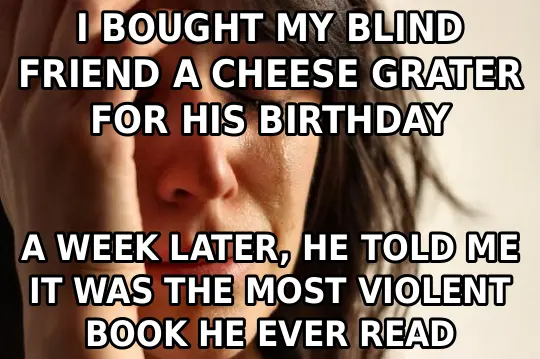 I BOUGHT MY BLIND
FRIEND A CHEESE GRATER
FOR HIS BIRTHDAY
A WEEK LATER, HE TOLD ME
IT WAS THE MOST VIOLENT
BOOK HE EVER READ